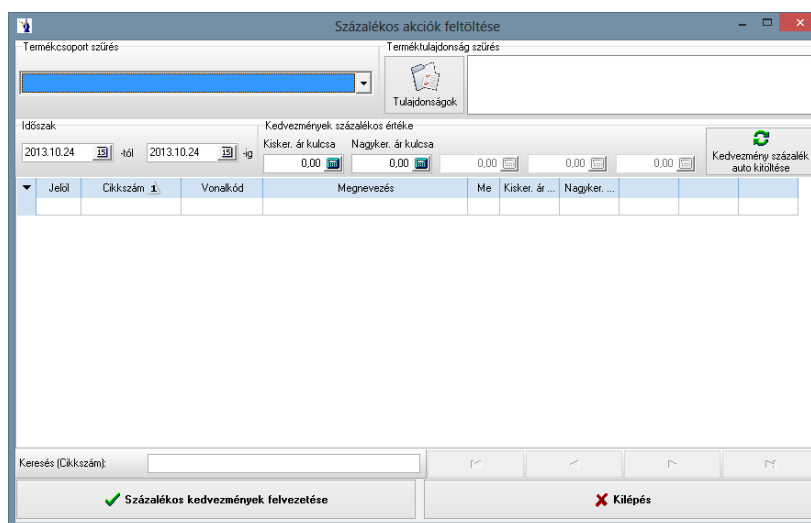 Százalékos akciók feltöltése
Termékcsoport szűrés
Terméktulajdonság szűrés
Tulajdonságok
Időszak
2013.10.24 15 -tól 2013.10.24 15 -ig
Kedvezmények százalékos értéke
Kisker. ár kulcsa Nagyker. ár kulcsa
0,00 0,00 0,00 0,00 0,00
Kedvezmény százalék
auto kitöltése
Jelöl Cikkszám 1 Vonalkód Megnevezés Me Kisker. ár ... Nagyker. ...
Keresés (Cikkszám):
Százalékos kedvezmények felvezetése
Kilépés